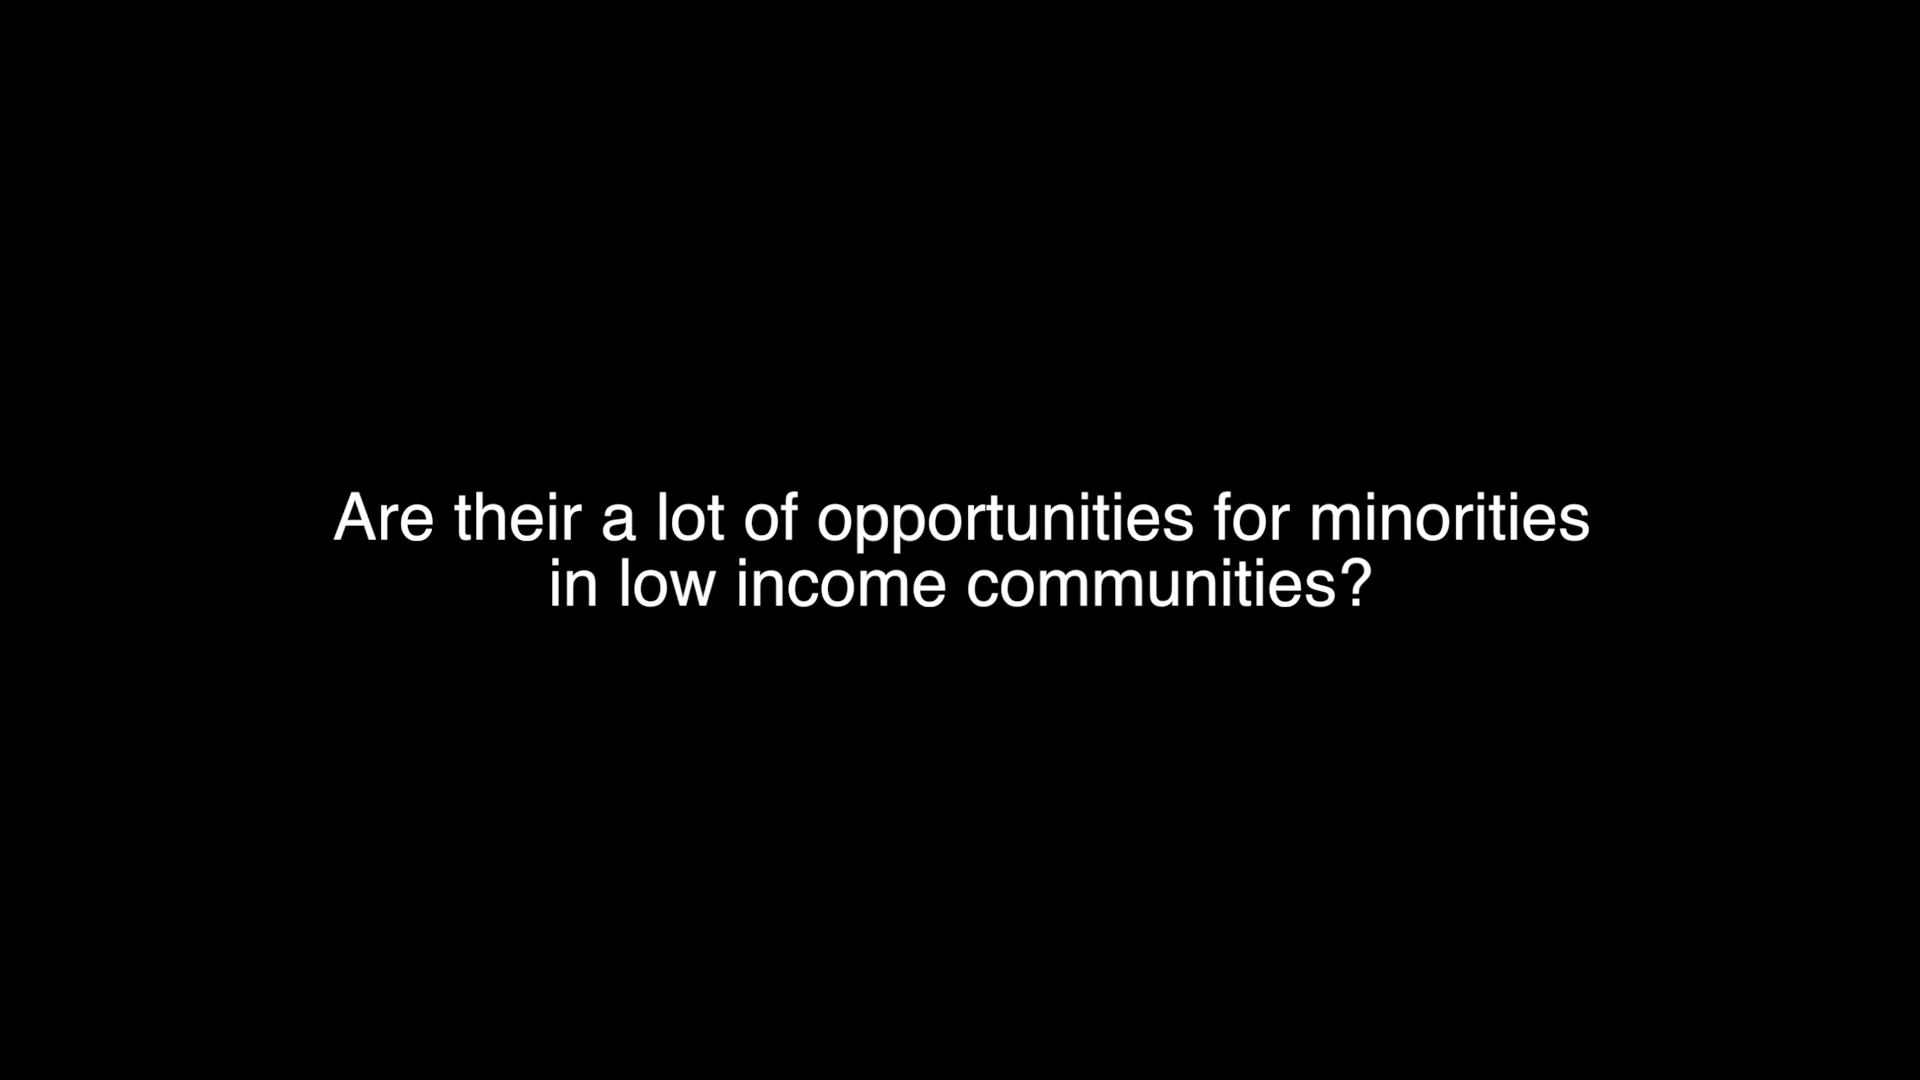 Are their a lot of opportunities for minorities
in low income communities?